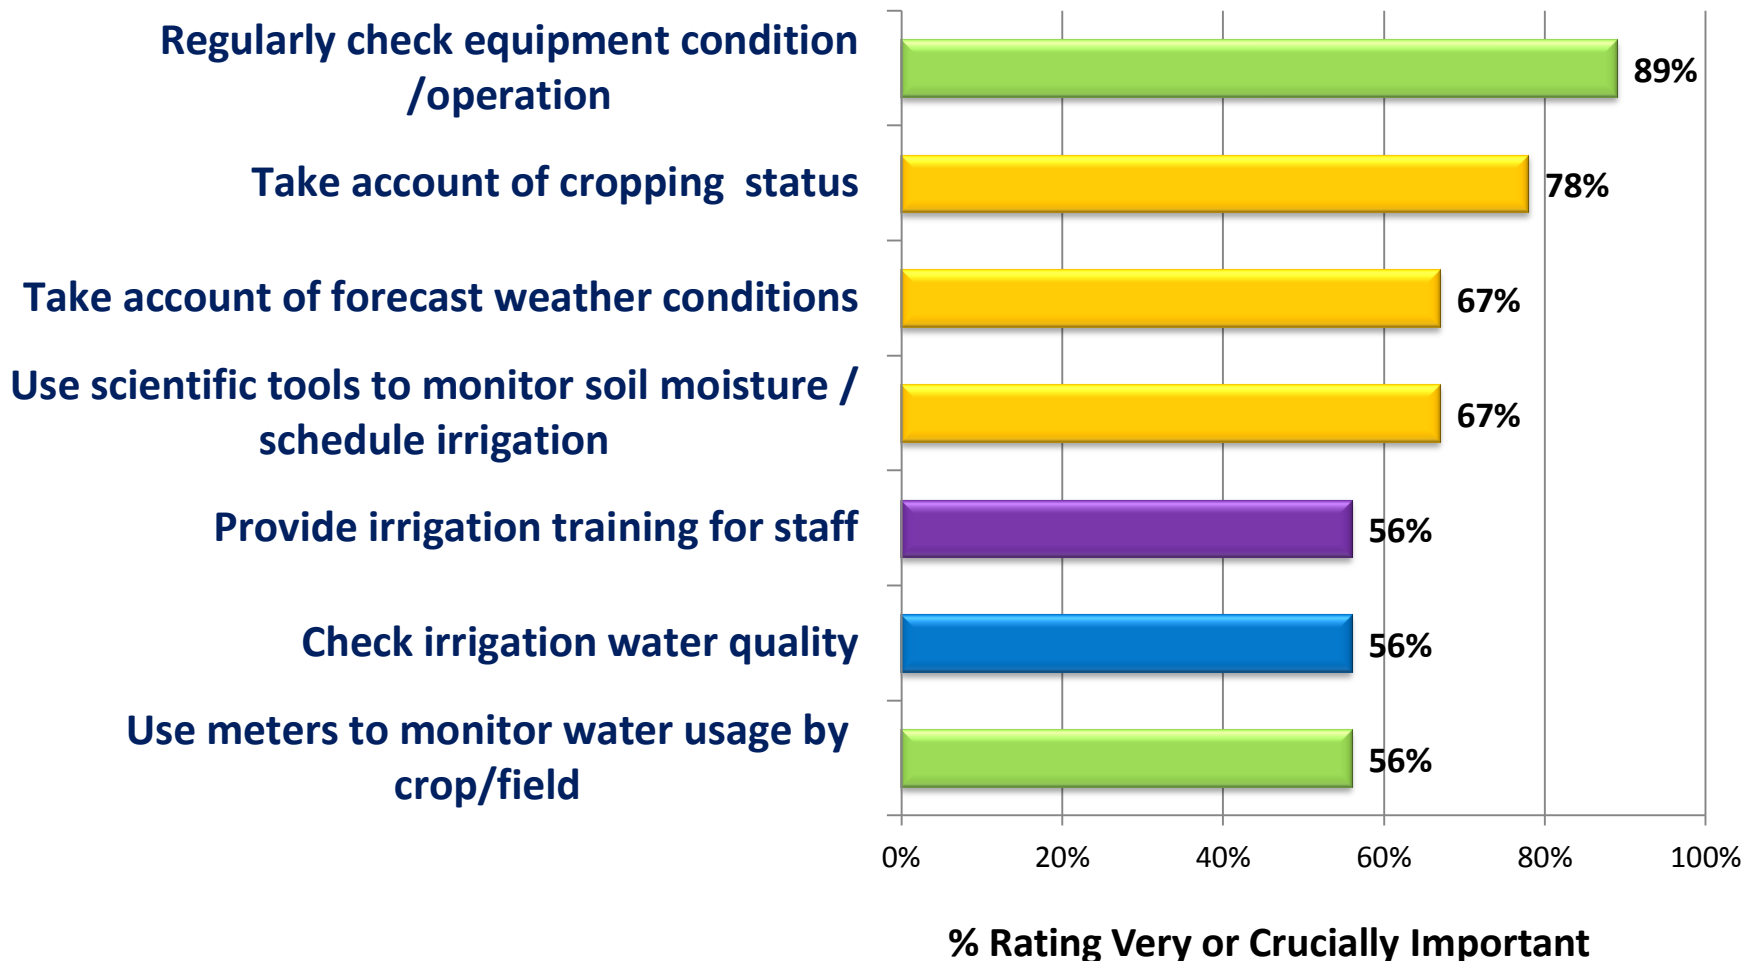 Regularly check equipment condition
/operation
89%
Take account of cropping  status
78%
Take account of forecast weather conditions
67%
Use scientific tools to monitor soil moisture /
schedule irrigation
67%
Provide irrigation training for staff
56%
Check irrigation water quality
56%
Use meters to monitor water usage by
crop/field
56%
0% 20% 40% 60% 80% 100%
% Rating Very or Crucially Important